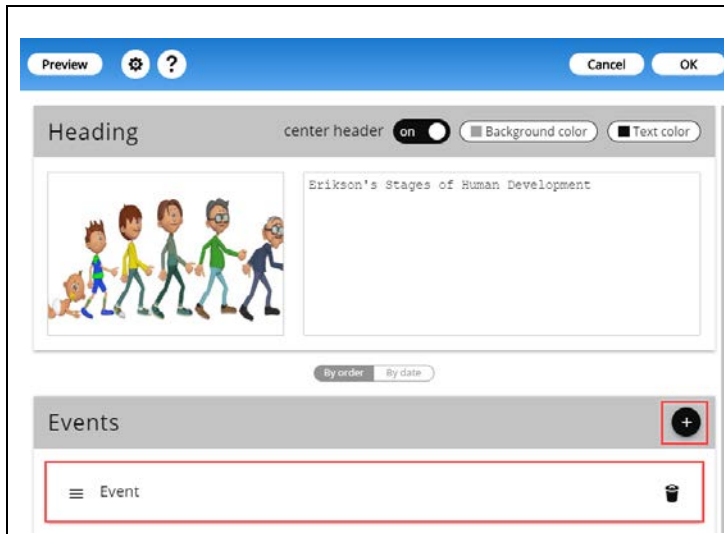 Preview ? Cancel OK
Heading center header on Background color Text color
Erikson's Stages of Human Development
By order By date
Events +
Event